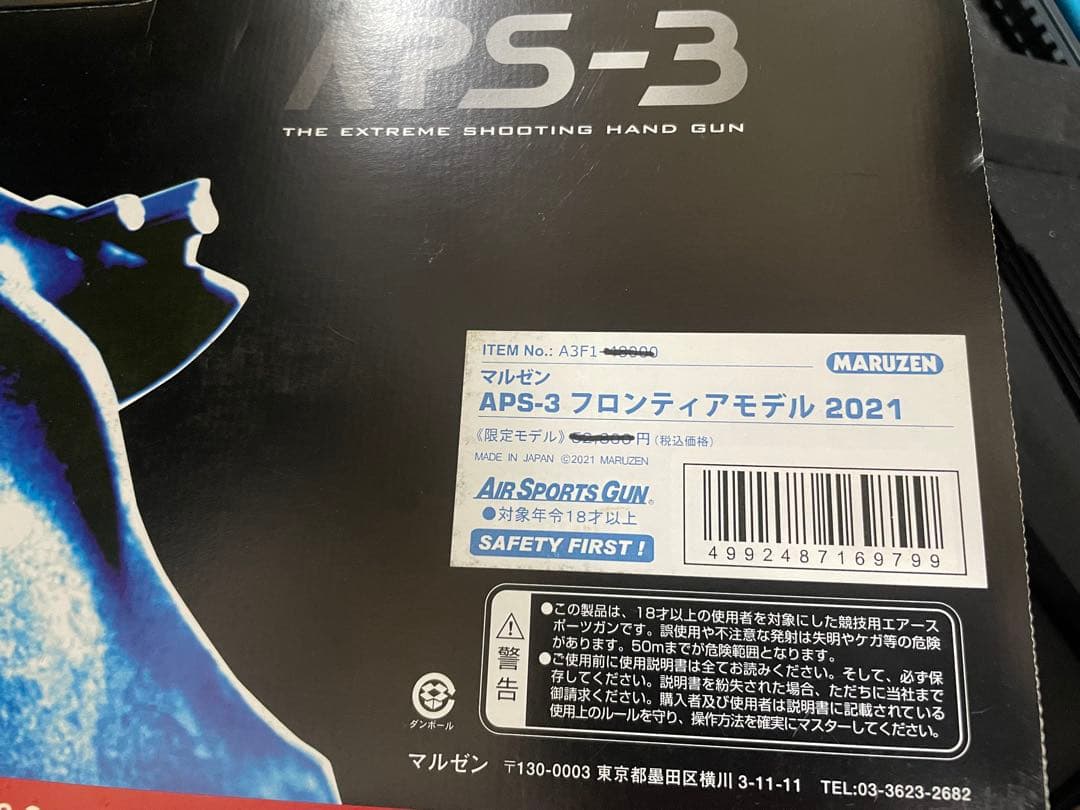 APS-3
THE EXTREME SHOOTING HAND GUN
ITEM No.: A3F1-48000
MARUZEN
マルゼン
APS-3 フロンティアモデル 2021
《限定モデル》52,800円(税込価格)
MADE IN JAPAN ©2021 MARUZEN
AIR SPORTS GUN®
●対象年令18才以上
SAFETY FIRST !
4992487169799
⚠警告
●この製品は、18才以上の使用者を対象にした競技用エアース
ポーツガンです。誤使用や不注意な発射は失明やケガ等の危険
があります。50mまでが危険範囲となります。
●ご使用前に使用説明書は全てお読みください。そして、必ず保
存してください。説明書を紛失された場合、ただちに当社まで
御請求ください。購入者及び使用者は説明書に記載されている
使用上のルールを守り、操作方法を確実にマスターしてください。
ダンボール
マルゼン 〒130-0003 東京都墨田区横川 3-11-11 TEL:03-3623-2682